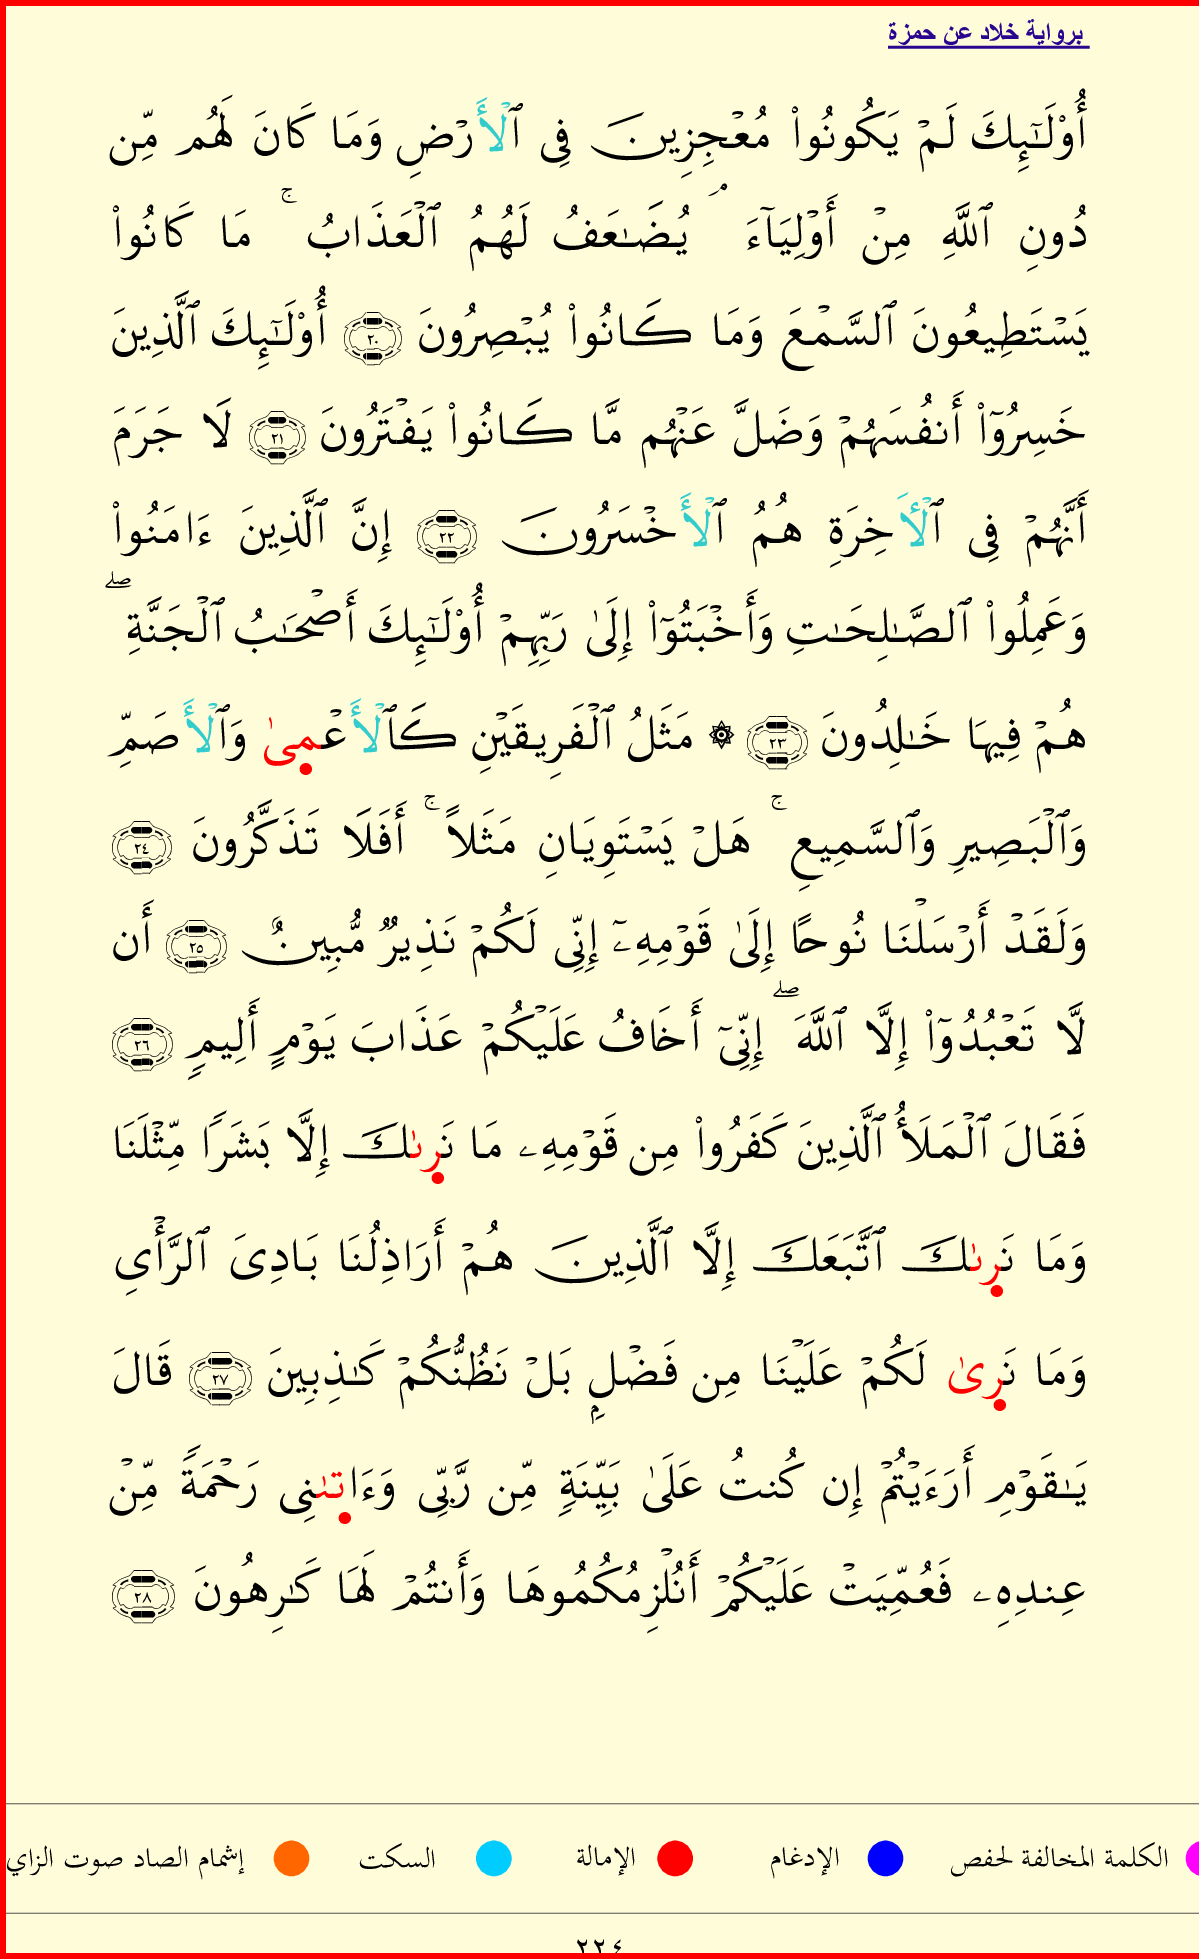 برواية خلاد عن حمزة
أُوْلَـٰٓئِكَ لَمْ يَكُونُواْ مُعْجِزِينَ فِى ٱلْأَرْضِ وَمَا كَانَ لَهُم مِّن
دُونِ ٱللَّهِ مِنْ أَوْلِيَآءَ ۘ يُضَـٰعَفُ لَهُمُ ٱلْعَذَابُ ۚ مَا كَانُواْ
يَسْتَطِيعُونَ ٱلسَّمْعَ وَمَا كَانُواْ يُبْصِرُونَ ٢٠ أُوْلَـٰٓئِكَ ٱلَّذِينَ
خَسِرُوٓاْ أَنفُسَهُمْ وَضَلَّ عَنْهُم مَّا كَانُواْ يَفْتَرُونَ ٢١ لَا جَرَمَ
أَنَّهُمْ فِى ٱلْأَخِرَةِ هُمُ ٱلْأَخْسَرُونَ ٢٢ إِنَّ ٱلَّذِينَ ءَامَنُواْ
وَعَمِلُواْ ٱلصَّـٰلِحَـٰتِ وَأَخْبَتُوٓاْ إِلَىٰ رَبِّهِمْ أُوْلَـٰٓئِكَ أَصْحَـٰبُ ٱلْجَنَّةِ ۖ
هُمْ فِيهَا خَـٰلِدُونَ ٢٣ ۞ مَثَلُ ٱلْفَرِيقَيْنِ كَٱلْأَعْمِىٰ وَٱلْأَصَمِّ
وَٱلْبَصِيرِ وَٱلسَّمِيعِ ۚ هَلْ يَسْتَوِيَانِ مَثَلاً ۚ أَفَلَا تَذَكَّرُونَ ٢٤
وَلَقَدْ أَرْسَلْنَا نُوحًا إِلَىٰ قَوْمِهِۦٓ إِنِّى لَكُمْ نَذِيرٌ مُّبِينٌ ٢٥ أَن
لَّا تَعْبُدُوٓاْ إِلَّا ٱللَّهَ ۖ إِنِّىٓ أَخَافُ عَلَيْكُمْ عَذَابَ يَوْمٍ أَلِيمٍ ٢٦
فَقَالَ ٱلْمَلَأُ ٱلَّذِينَ كَفَرُواْ مِن قَوْمِهِۦ مَا نَرِىٰكَ إِلَّا بَشَرًا مِّثْلَنَا
وَمَا نَرِىٰكَ ٱتَّبَعَكَ إِلَّا ٱلَّذِينَ هُمْ أَرَاذِلُنَا بَادِىَ ٱلرَّأْىِ
وَمَا نَرِىٰ لَكُمْ عَلَيْنَا مِن فَضْلٍۭ بَلْ نَظُنُّكُمْ كَـٰذِبِينَ ٢٧ قَالَ
يَـٰقَوْمِ أَرَءَيْتُمْ إِن كُنتُ عَلَىٰ بَيِّنَةٍ مِّن رَّبِّى وَءَاتىٰنِى رَحْمَةً مِّنْ
عِندِهِۦ فَعُمِّيَتْ عَلَيْكُمْ أَنُلْزِمُكُمُوهَا وَأَنتُمْ لَهَا كَـٰرِهُونَ ٢٨
الكلمة المخالفة لحفص الإدغام الإمالة السكت إشمام الصاد صوت الزاي
٢٢٤